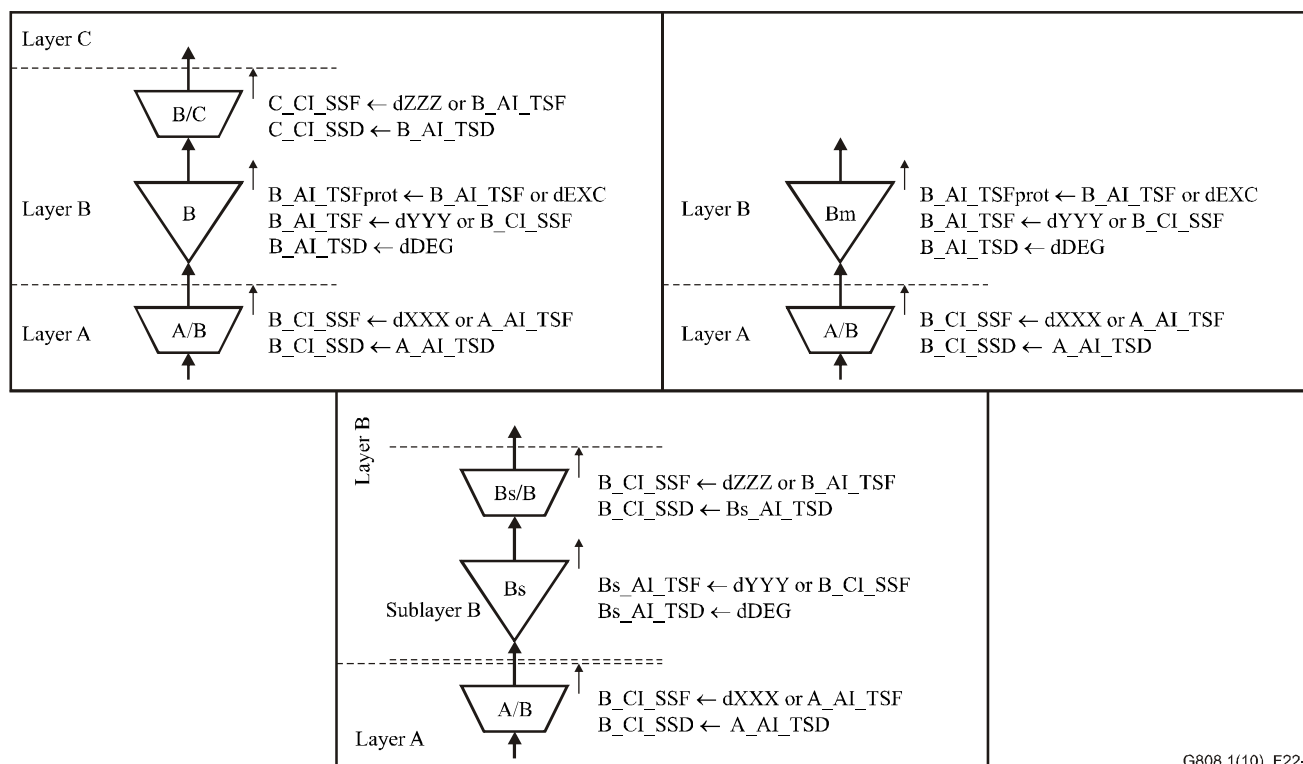 Layer C
B/C
C_CI_SSF ← dZZZ or B_AI_TSF
C_CI_SSD ← B_AI_TSD
Layer B
B
B_AI_TSFprot ← B_AI_TSF or dEXC
B_AI_TSF ← dYYY or B_CI_SSF
B_AI_TSD ← dDEG
Layer A
A/B
B_CI_SSF ← dXXX or A_AI_TSF
B_CI_SSD ← A_AI_TSD
Layer B
Bm
B_AI_TSFprot ← B_AI_TSF or dEXC
B_AI_TSF ← dYYY or B_CI_SSF
B_AI_TSD ← dDEG
Layer A
A/B
B_CI_SSF ← dXXX or A_AI_TSF
B_CI_SSD ← A_AI_TSD
Layer B
Bs/B
B_CI_SSF ← dZZZ or B_AI_TSF
B_CI_SSD ← Bs_AI_TSD
Sublayer B
Bs
Bs_AI_TSF ← dYYY or B_CI_SSF
Bs_AI_TSD ← dDEG
Layer A
A/B
B_CI_SSF ← dXXX or A_AI_TSF
B_CI_SSD ← A_AI_TSD